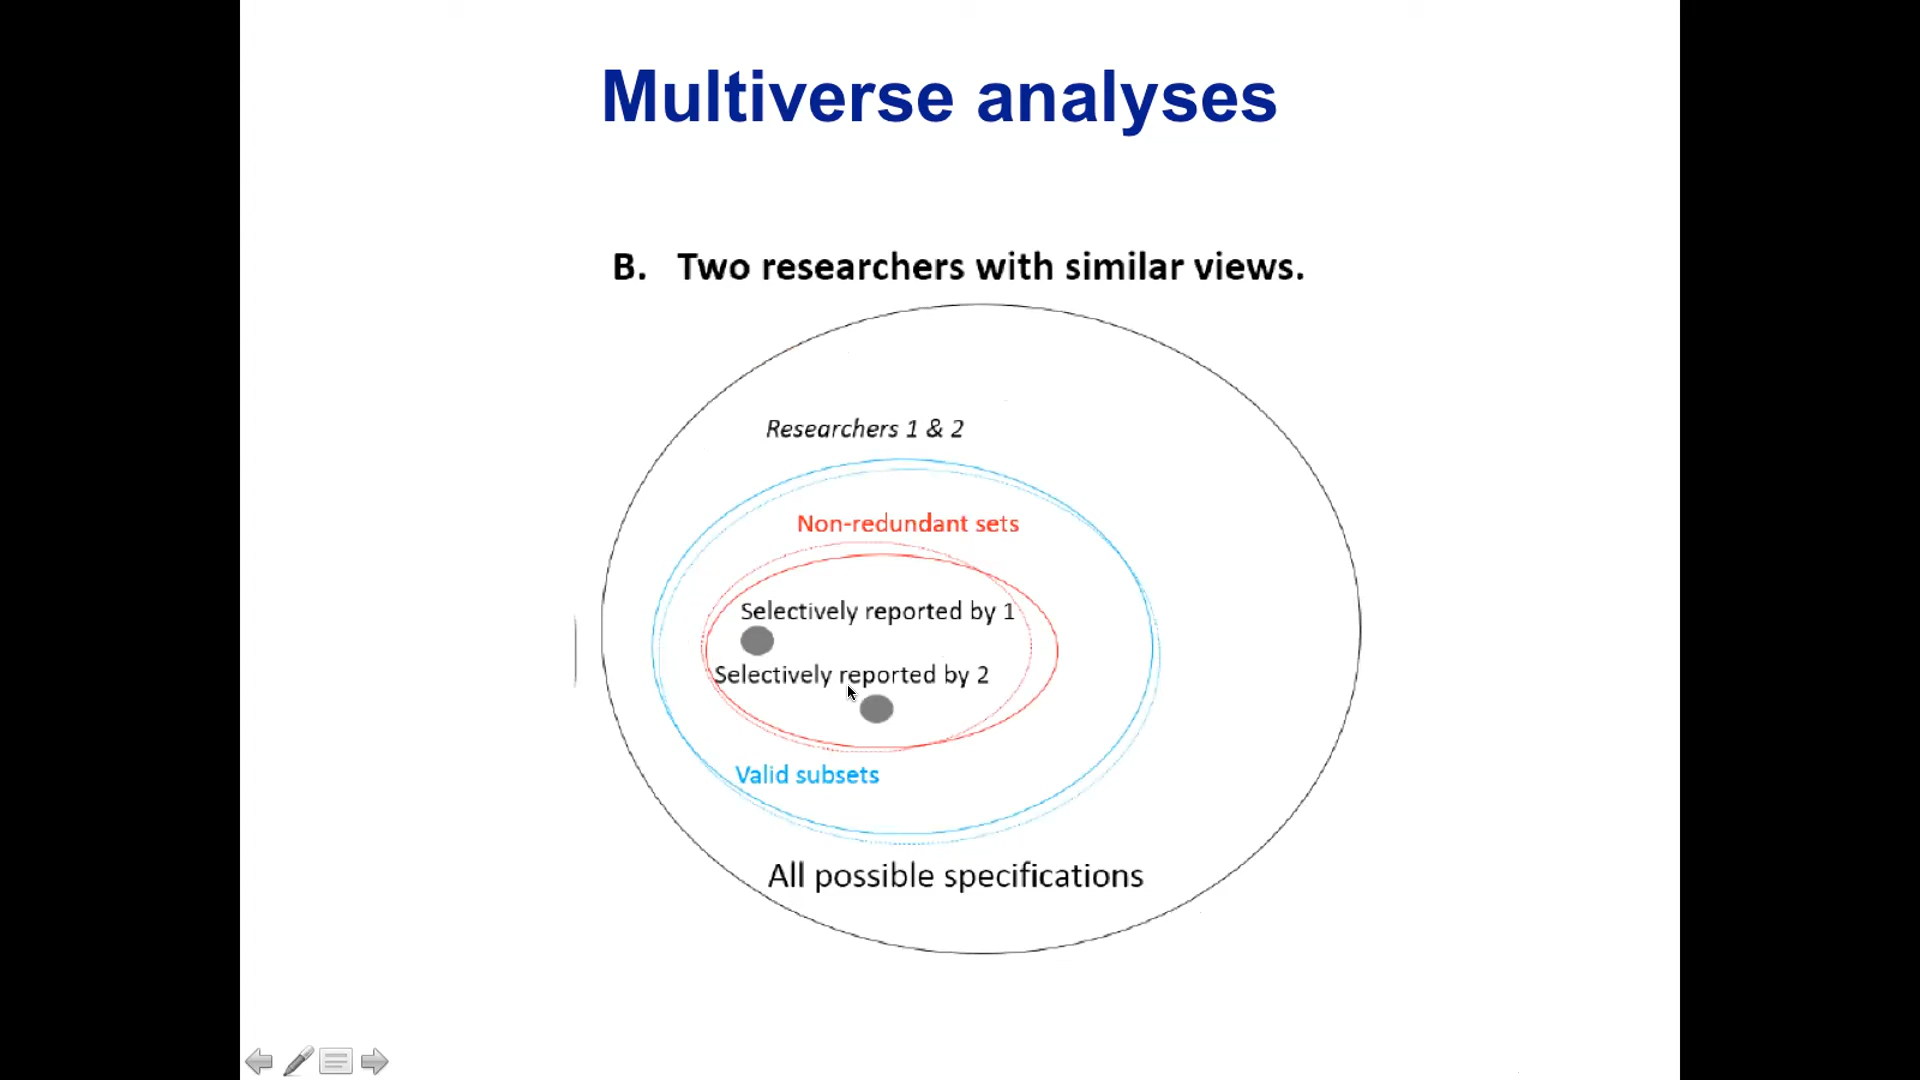 Multiverse analyses
B. Two researchers with similar views.
Researchers 1 & 2
Non-redundant sets
Selectively reported by 1
Selectively reported by 2
Valid subsets
All possible specifications